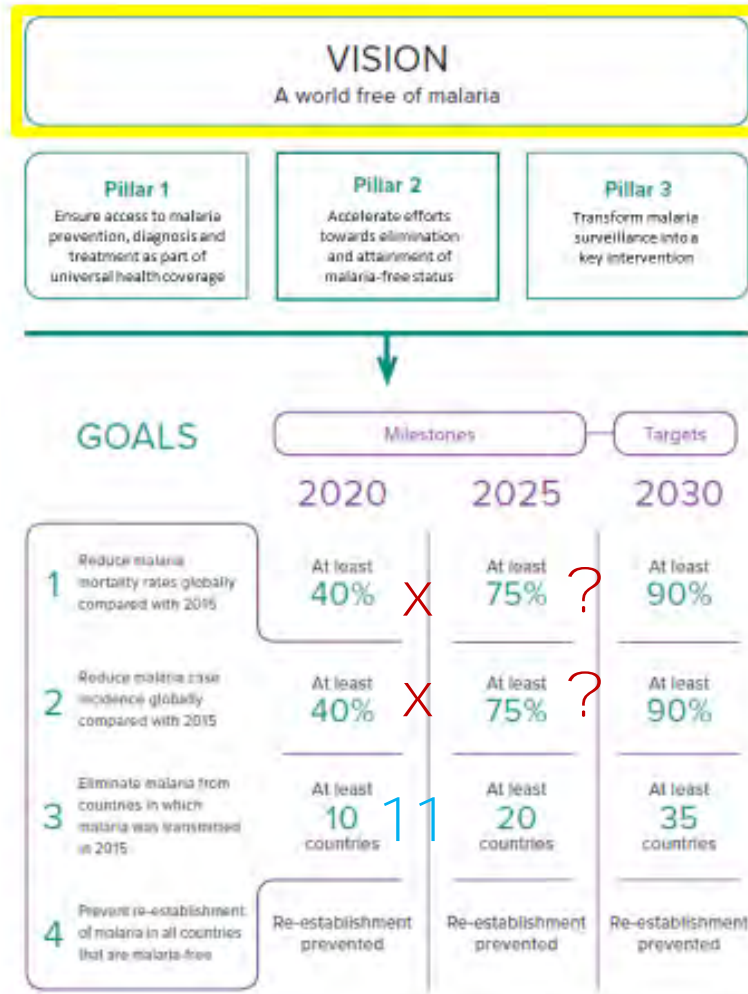 VISION
A world free of malaria
Pillar 1
Ensure access to malaria
prevention, diagnosis and
treatment as part of
universal health coverage
Pillar 2
Accelerate efforts
towards elimination
and attainment of
malaria-free status
Pillar 3
Transform malaria
surveillance into a
key intervention
GOALS
Milestones
Targets
2020
2025
2030
1
Reduce malaria
mortality rates globally
compared with 2015
At least
40%
X
At least
75%
?
At least
90%
2
Reduce malaria case
incidence globally
compared with 2015
At least
40%
X
At least
75%
?
At least
90%
3
Eliminate malaria from
countries in which
malaria was transmitted
in 2015
At least
10
countries
11
At least
20
countries
At least
35
countries
4
Prevent re-establishment
of malaria in all countries
that are malaria-free
Re-establishment
prevented
Re-establishment
prevented
Re-establishment
prevented